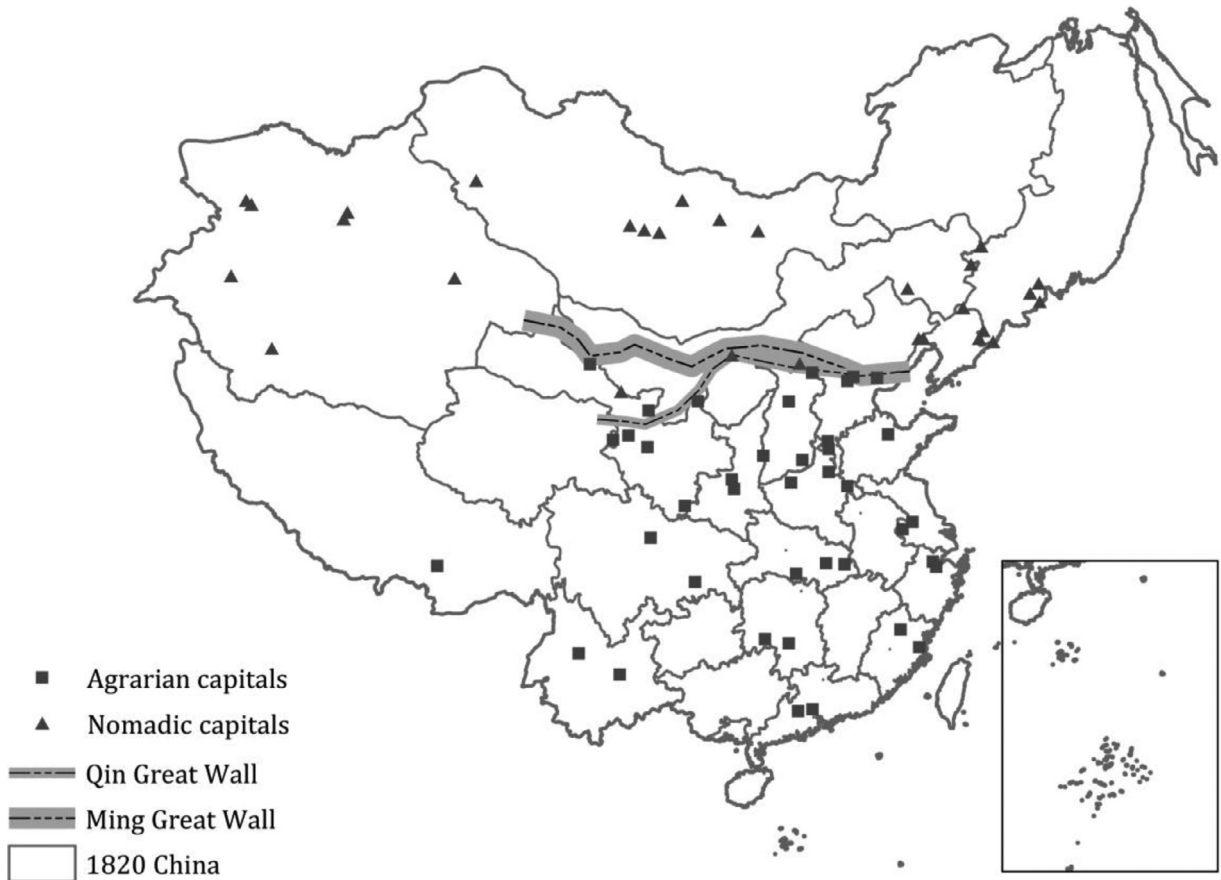 Agrarian capitals
Nomadic capitals
Qin Great Wall
Ming Great Wall
1820 China